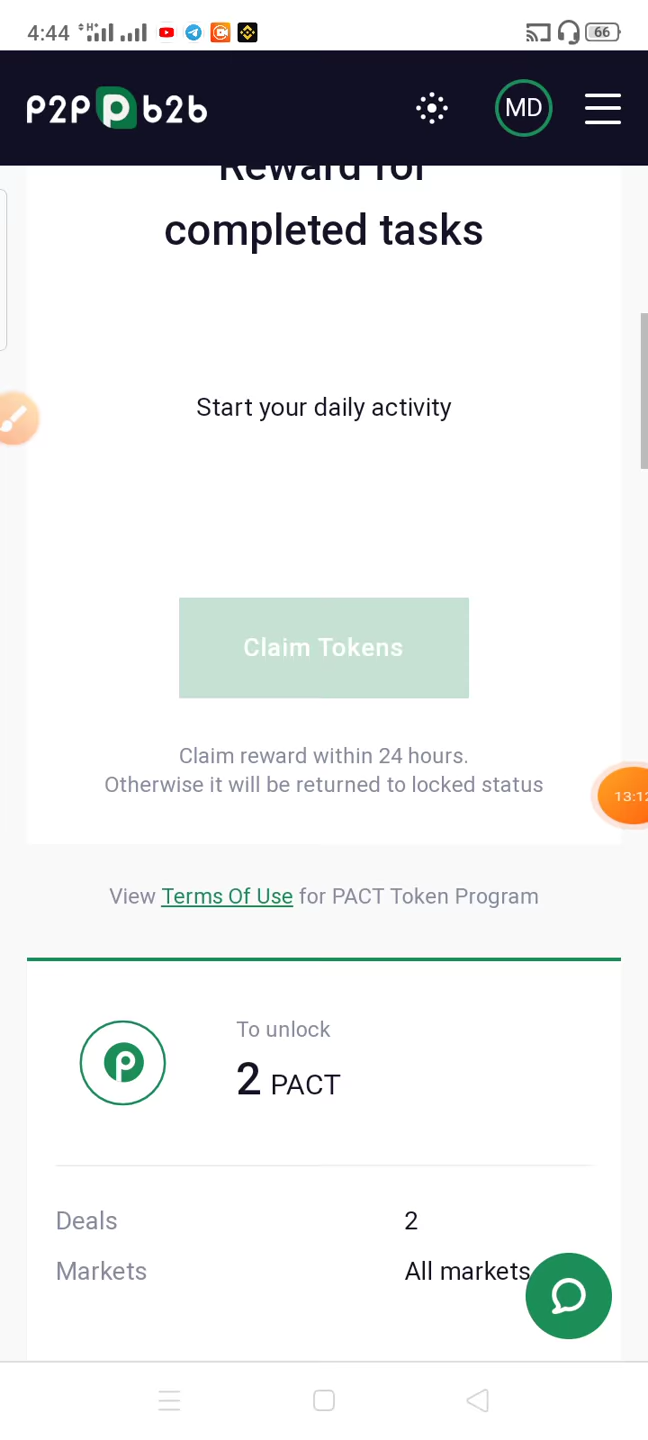 4:44 H+ 66
P2P b2b MD
Reward for
completed tasks
Start your daily activity
Claim Tokens
Claim reward within 24 hours.
Otherwise it will be returned to locked status
13:12
View Terms Of Use for PACT Token Program
To unlock
2 PACT
Deals 2
Markets All markets